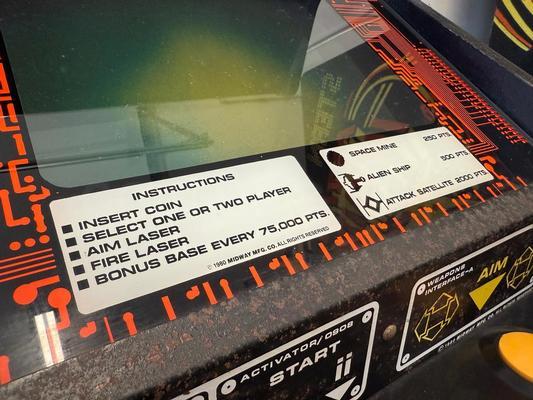 INSTRUCTIONS
INSERT COIN
SELECT ONE OR TWO PLAYER
AIM LASER
FIRE LASER
BONUS BASE EVERY 75,000 PTS.
© 1980 MIDWAY MFG. CO. ALL RIGHTS RESERVED
SPACE MINE 250 PTS.
ALIEN SHIP 500 PTS.
ATTACK SATELLITE 2000 PTS.
WEAPONS
INTERFACE-A
AIM
ACTIVATOR/0908
START